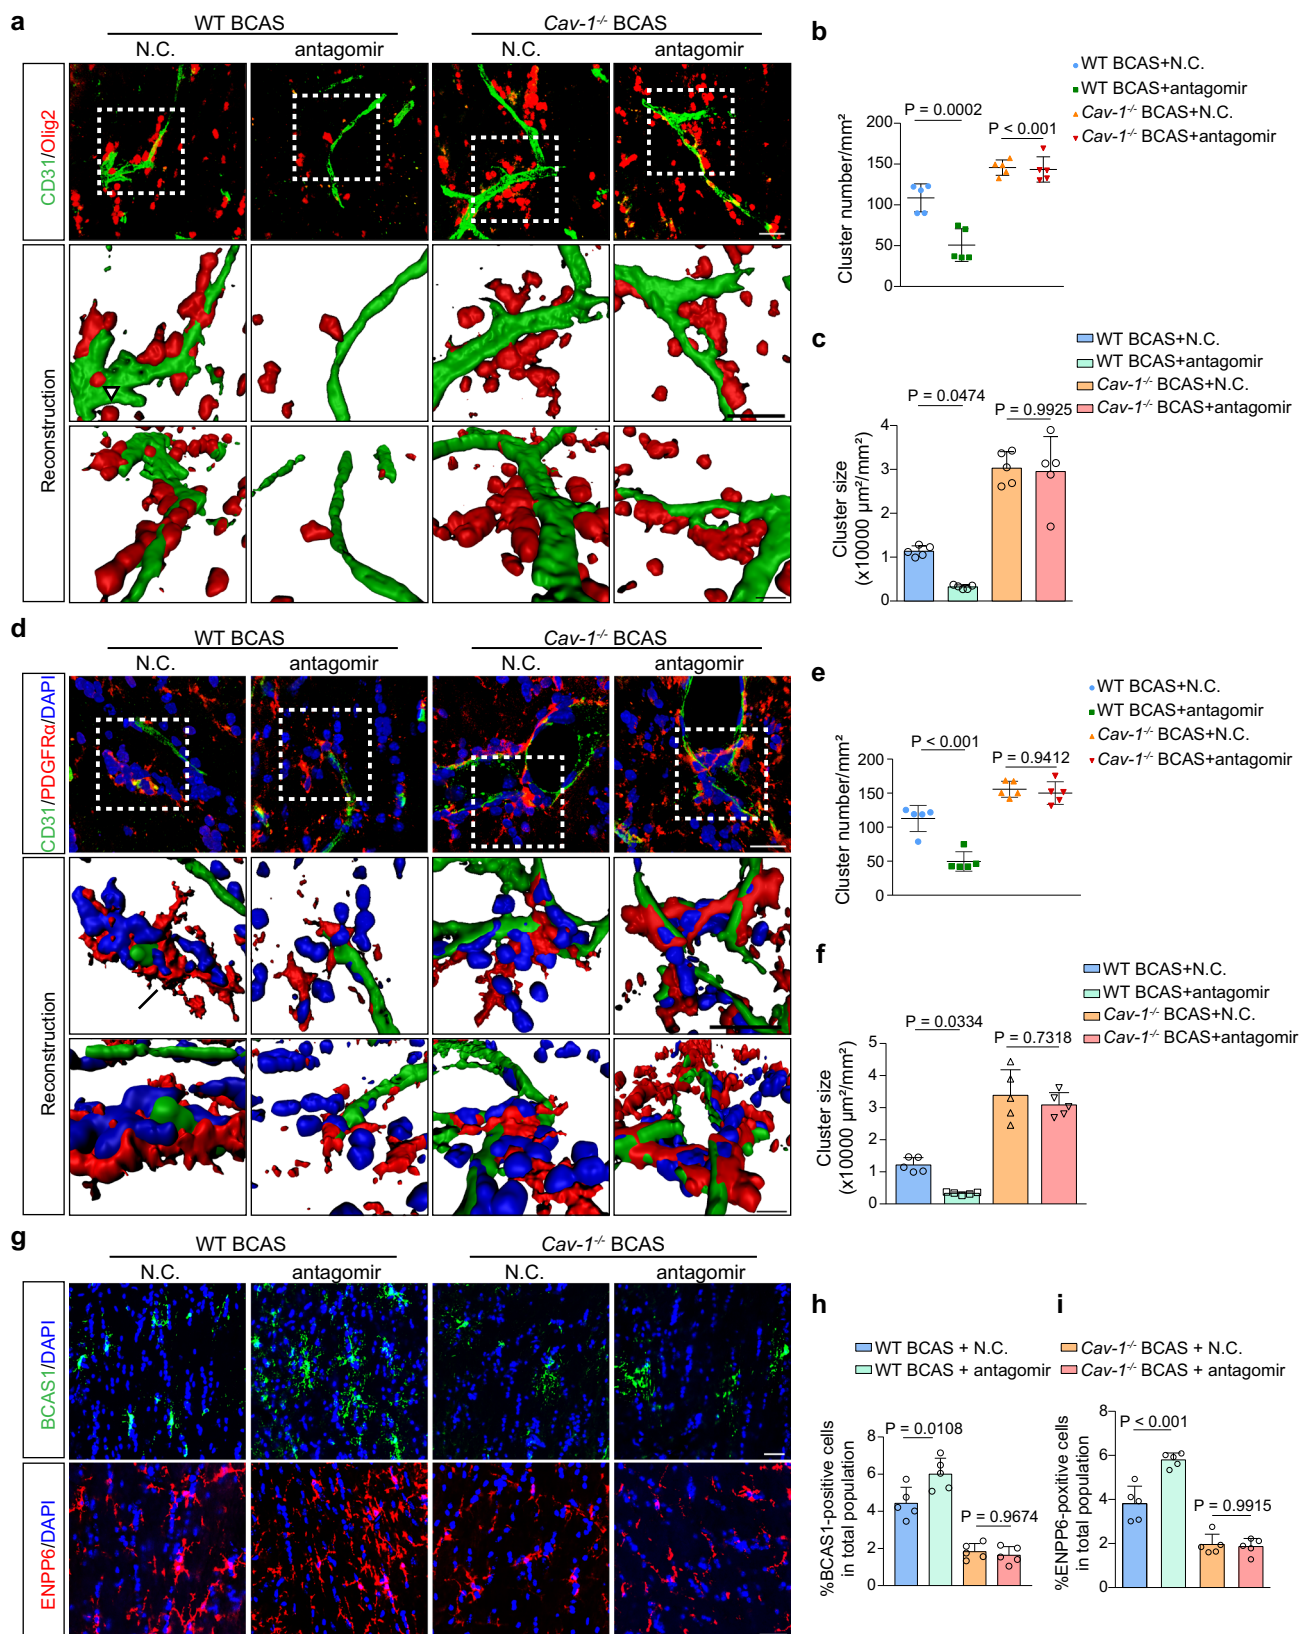 a
WT BCAS
Cav-1-/- BCAS
N.C.
antagomir
N.C.
antagomir
CD31/Olig2
Reconstruction
b
WT BCAS+N.C.
WT BCAS+antagomir
Cav-1-/- BCAS+N.C.
Cav-1-/- BCAS+antagomir
P = 0.0002
P < 0.001
Cluster number/mm²
200
150
100
50
0
c
WT BCAS+N.C.
WT BCAS+antagomir
Cav-1-/- BCAS+N.C.
Cav-1-/- BCAS+antagomir
P = 0.0474
P = 0.9925
Cluster size
(x10000 µm²/mm²)
4
3
2
1
0
d
WT BCAS
Cav-1-/- BCAS
N.C.
antagomir
N.C.
antagomir
CD31/PDGFRα/DAPI
Reconstruction
e
WT BCAS+N.C.
WT BCAS+antagomir
Cav-1-/- BCAS+N.C.
Cav-1-/- BCAS+antagomir
P < 0.001
P = 0.9412
Cluster number/mm²
200
150
100
50
0
f
WT BCAS+N.C.
WT BCAS+antagomir
Cav-1-/- BCAS+N.C.
Cav-1-/- BCAS+antagomir
P = 0.0334
P = 0.7318
Cluster size
(x10000 µm²/mm²)
5
4
3
2
1
0
g
WT BCAS
Cav-1-/- BCAS
N.C.
antagomir
N.C.
antagomir
BCAS1/DAPI
ENPP6/DAPI
h
i
WT BCAS + N.C.
Cav-1-/- BCAS + N.C.
WT BCAS + antagomir
Cav-1-/- BCAS + antagomir
P = 0.0108
P = 0.9674
%BCAS1-positive cells
in total population
8
6
4
2
0
P < 0.001
P = 0.9915
%ENPP6-poxitive cells
in total population
8
6
4
2
0